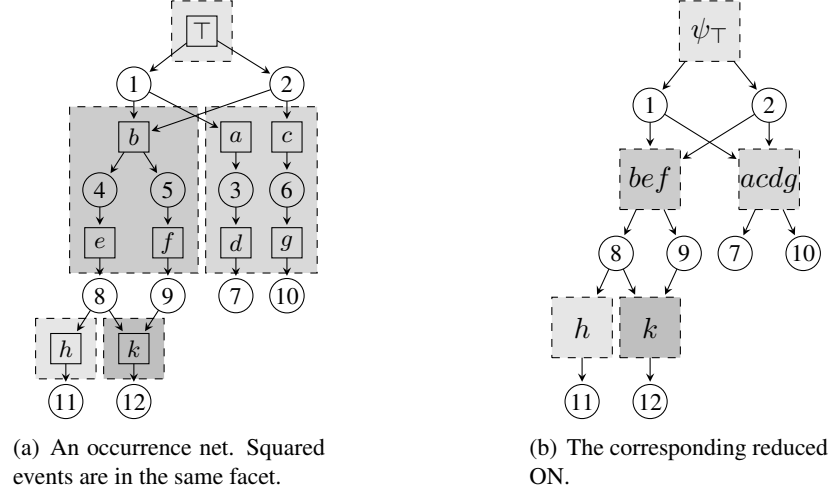 ⊤
1 2
b a c
4 5 3 6
e f d g
8 9 7 10
h k
11 12
(a) An occurrence net. Squared
events are in the same facet.
ψ⊤
1 2
bef acdg
8 9 7 10
h k
11 12
(b) The corresponding reduced
ON.